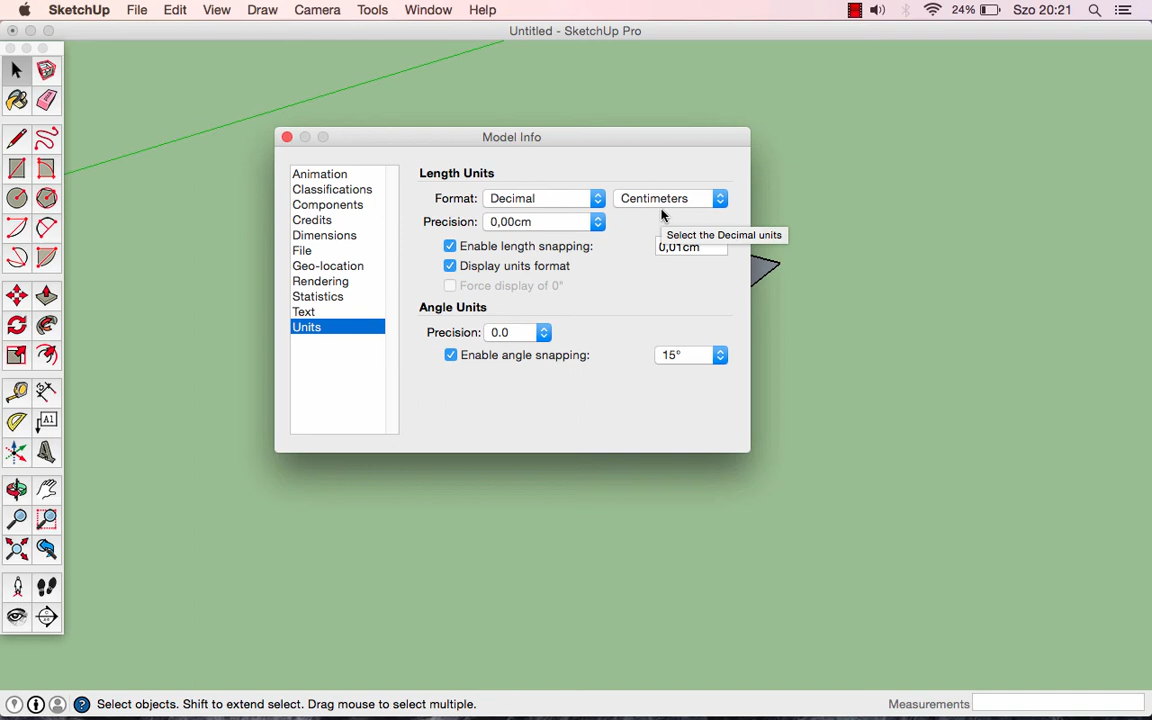 SketchUp File Edit View Draw Camera Tools Window Help 24% Szo 20:21
Untitled - SketchUp Pro
Model Info
Animation
Classifications
Components
Credits
Dimensions
File
Geo-location
Rendering
Statistics
Text
Units
Length Units
Format: Decimal Centimeters
Precision: 0,00cm
Select the Decimal units
Enable length snapping: 0,01cm
Display units format
Force display of 0"
Angle Units
Precision: 0.0
Enable angle snapping: 15°
A1
Select objects. Shift to extend select. Drag mouse to select multiple. Measurements